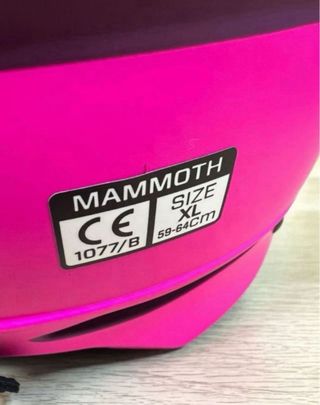 MAMMOTH
CE
1077/B
SIZE
XL
59-64Cm